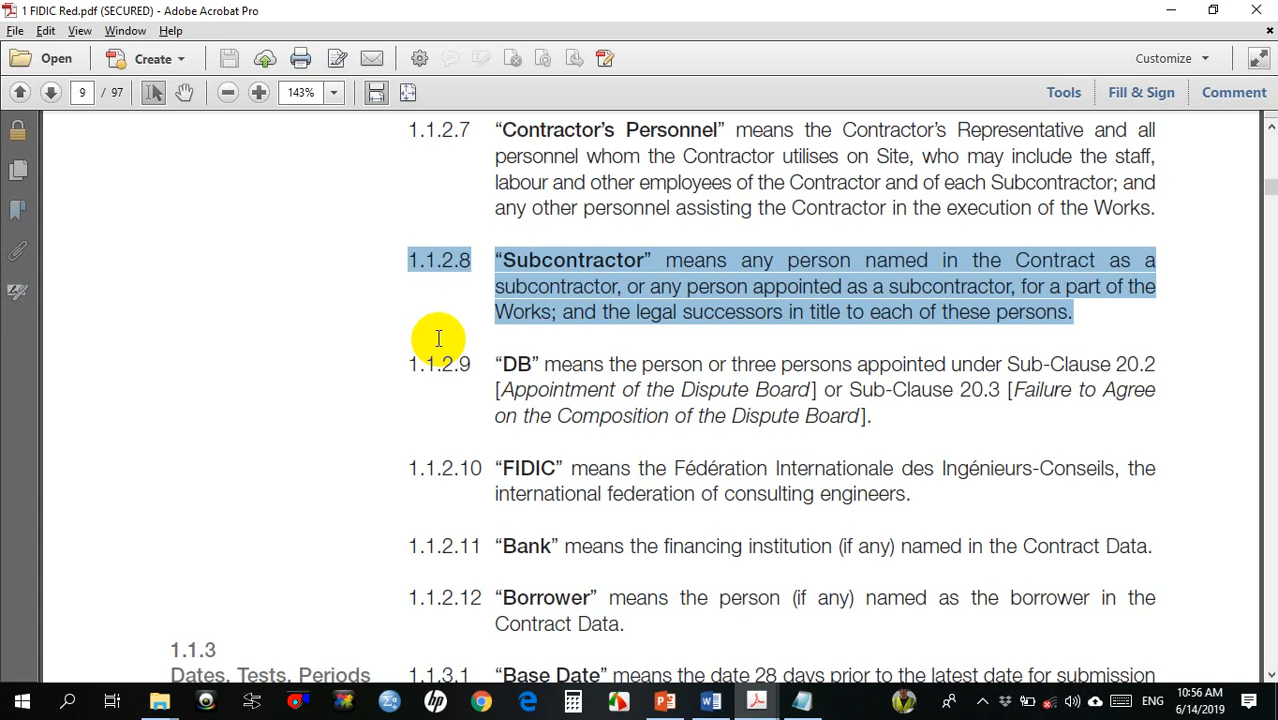 1 FIDIC Red.pdf (SECURED) - Adobe Acrobat Pro
File Edit View Window Help
Open Create Customize
9 / 97 143% Tools Fill & Sign Comment
1.1.2.7 “Contractor’s Personnel” means the Contractor’s Representative and all
personnel whom the Contractor utilises on Site, who may include the staff,
labour and other employees of the Contractor and of each Subcontractor; and
any other personnel assisting the Contractor in the execution of the Works.
1.1.2.8 “Subcontractor” means any person named in the Contract as a
subcontractor, or any person appointed as a subcontractor, for a part of the
Works; and the legal successors in title to each of these persons.
1.1.2.9 “DB” means the person or three persons appointed under Sub-Clause 20.2
[Appointment of the Dispute Board] or Sub-Clause 20.3 [Failure to Agree
on the Composition of the Dispute Board].
1.1.2.10 “FIDIC” means the Fédération Internationale des Ingénieurs-Conseils, the
international federation of consulting engineers.
1.1.2.11 “Bank” means the financing institution (if any) named in the Contract Data.
1.1.2.12 “Borrower” means the person (if any) named as the borrower in the
Contract Data.
1.1.3
Dates, Tests, Periods 1.1.3.1 “Base Date” means the date 28 days prior to the latest date for submission
10:56 AM
ENG
6/14/2019